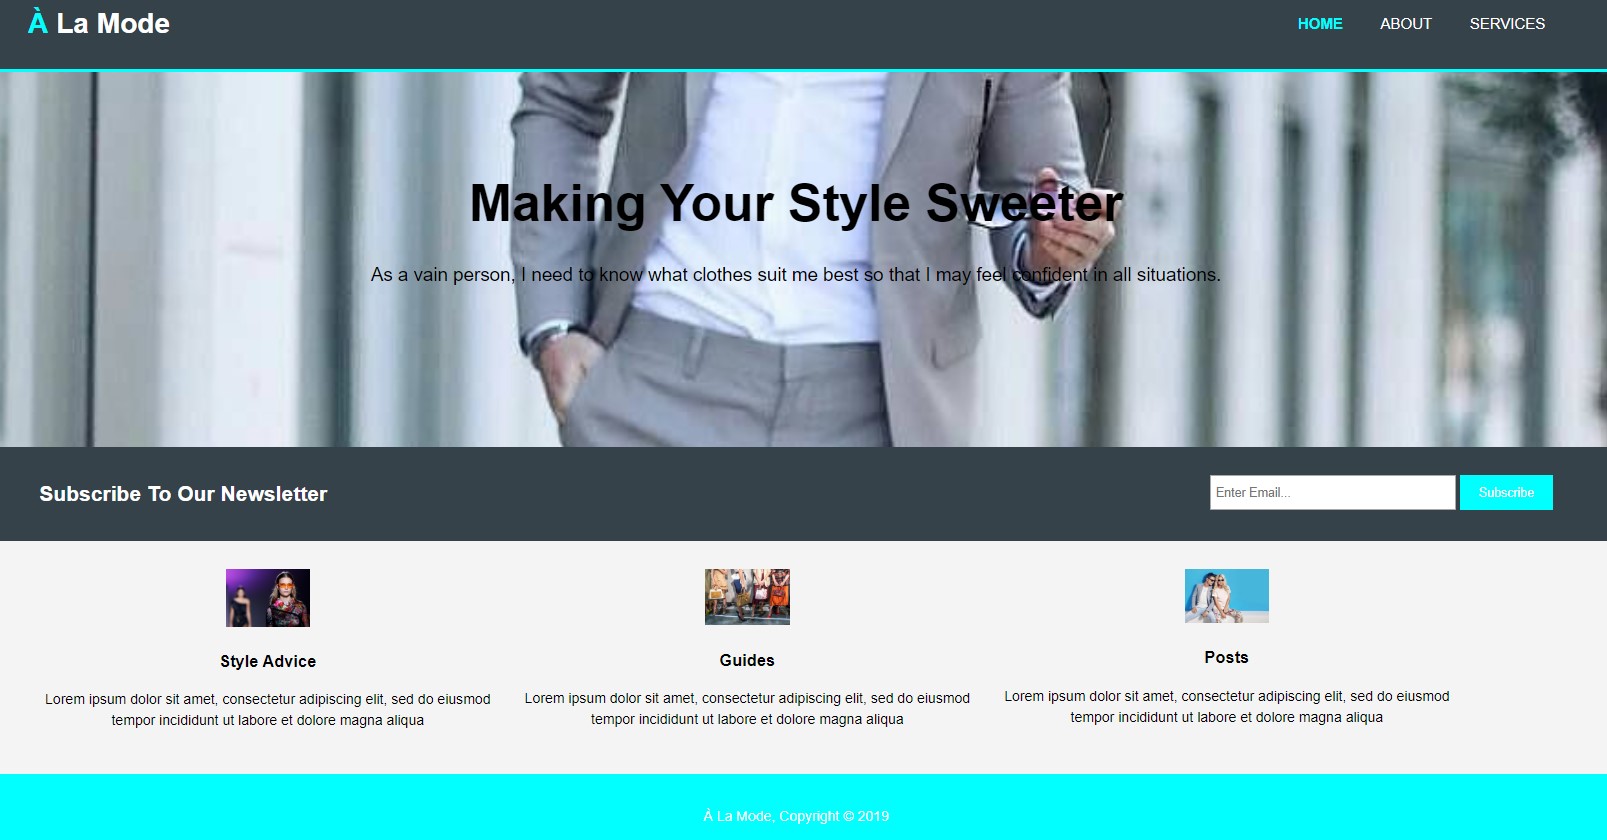 À La Mode
HOME ABOUT SERVICES
Making Your Style Sweeter
As a vain person, I need to know what clothes suit me best so that I may feel confident in all situations.
Subscribe To Our Newsletter
Enter Email...
Subscribe
Style Advice
Lorem ipsum dolor sit amet, consectetur adipiscing elit, sed do eiusmod
tempor incididunt ut labore et dolore magna aliqua
Guides
Lorem ipsum dolor sit amet, consectetur adipiscing elit, sed do eiusmod
tempor incididunt ut labore et dolore magna aliqua
Posts
Lorem ipsum dolor sit amet, consectetur adipiscing elit, sed do eiusmod
tempor incididunt ut labore et dolore magna aliqua
À La Mode, Copyright © 2019